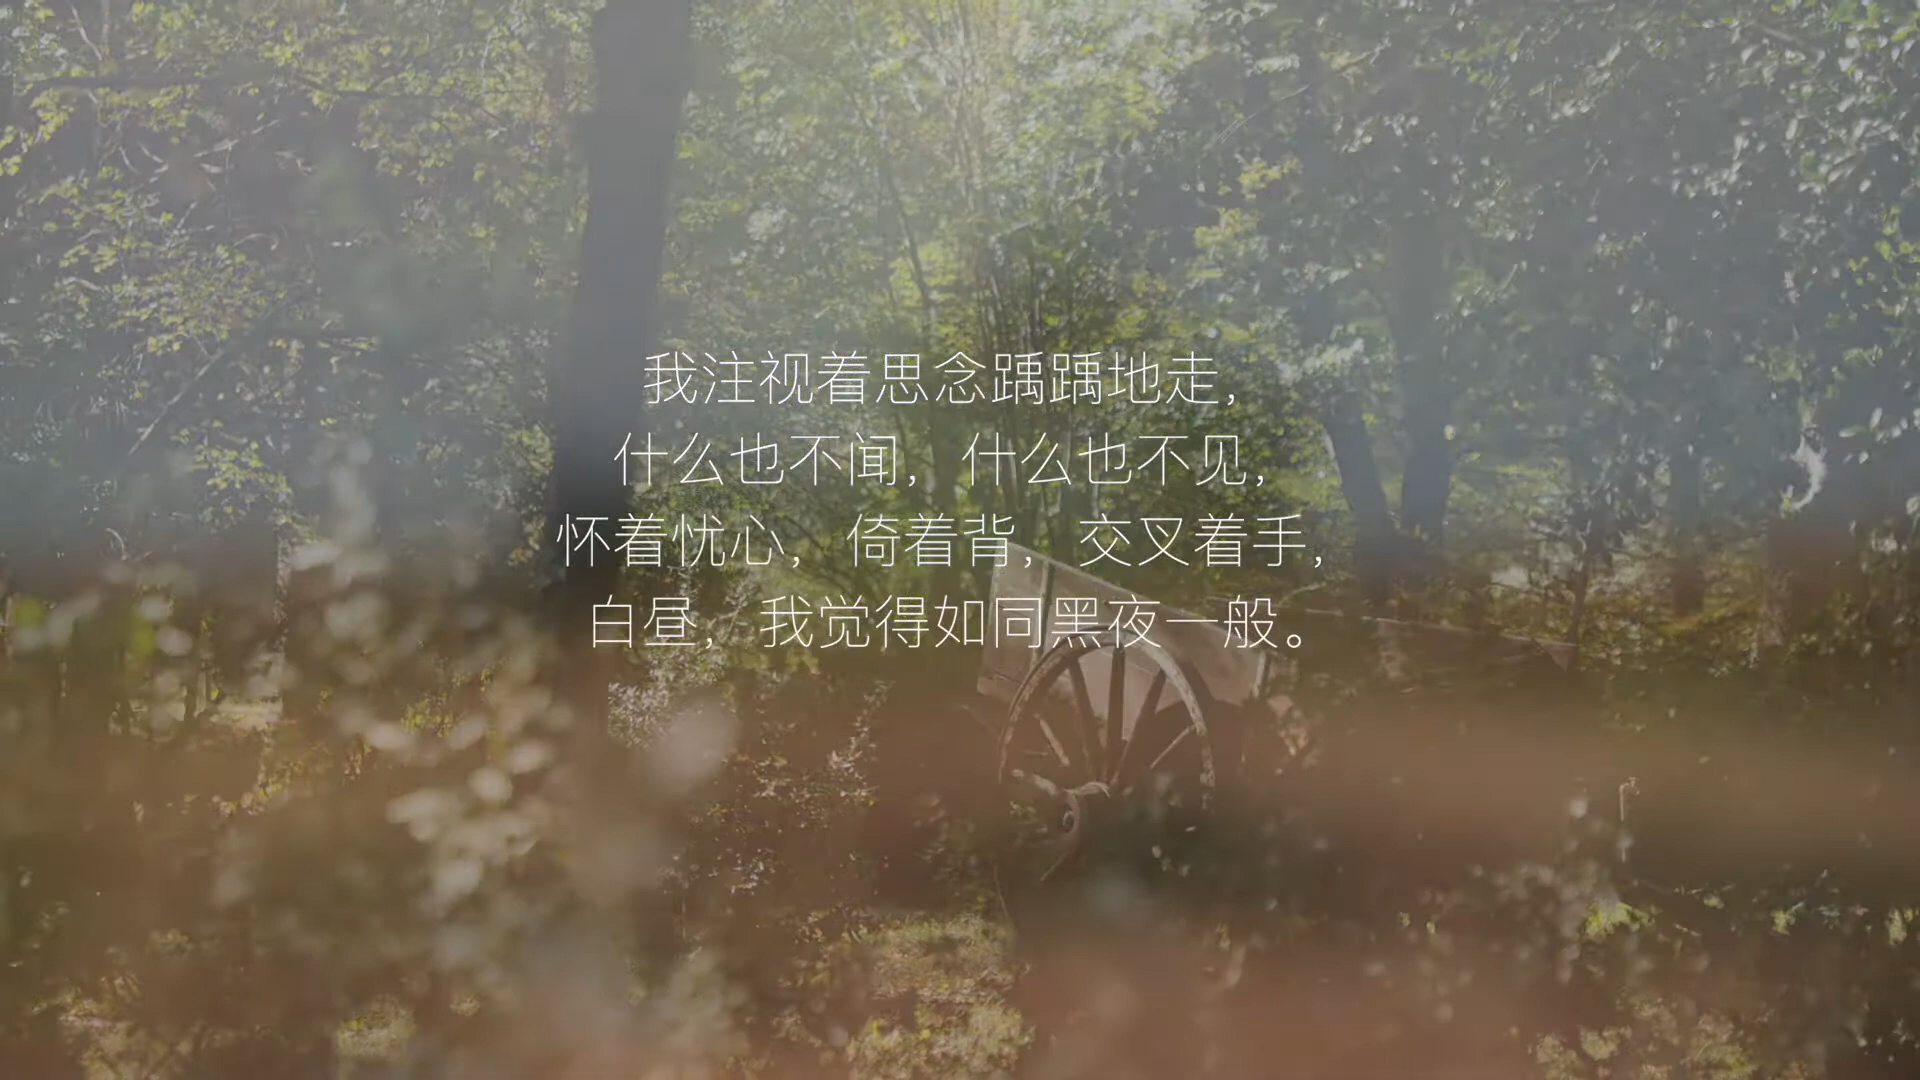 我注视着思念踽踽地走，
什么也不闻，什么也不见，
怀着忧心，倚着背，交叉着手，
白昼，我觉得如同黑夜一般。